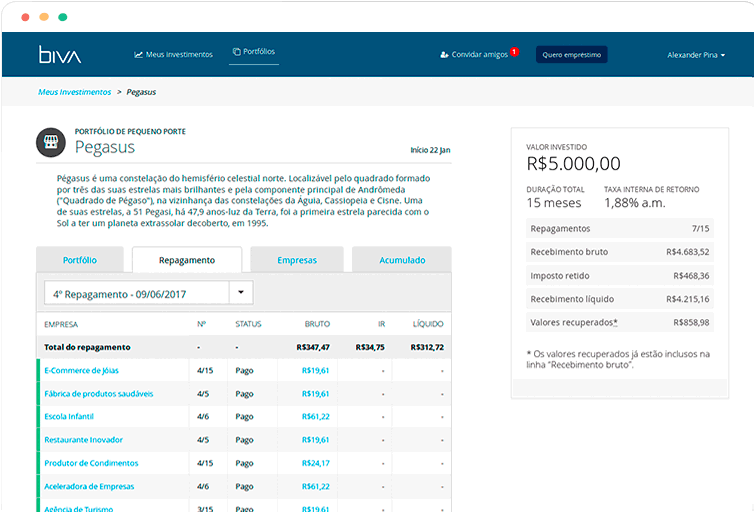 biva
Meus investimentos
Portfólios
Convidar amigos 1
Quero empréstimo
Alexander Pina
Meus Investimentos > Pegasus
PORTFÓLIO DE PEQUENO PORTE
Pegasus
Início 22 Jan
Pégasus é uma constelação do hemisfério celestial norte. Localizável pelo quadrado formado
por três das suas estrelas mais brilhantes e pela componente principal de Andrómeda
("Quadrado de Pégaso"), na vizinhança das constelações da Águia, Cassiopeia e Cisne. Uma
de suas estrelas, a 51 Pegasi, há 47,9 anos-luz da Terra, foi a primeira estrela parecida com o
Sol a ter um planeta extrassolar decoberto, em 1995.
Portfólio Repagamento Empresas Acumulado
4º Repagamento - 09/06/2017
EMPRESA Nº STATUS BRUTO IR LÍQUIDO
Total do repagamento - - R$347,47 R$34,75 R$312,72
E-Commerce de Jóias 4/15 Pago R$19,61 - -
Fábrica de produtos saudáveis 4/5 Pago R$19,61 - -
Escola Infantil 4/6 Pago R$61,22 - -
Restaurante Inovador 4/5 Pago R$19,61 - -
Produtor de Condimentos 4/15 Pago R$24,17 - -
Aceleradora de Empresas 4/6 Pago R$61,22 - -
Agência de Turismo 3/15 Pago R$19,61 - -
VALOR INVESTIDO
R$5.000,00
DURAÇÃO TOTAL TAXA INTERNA DE RETORNO
15 meses 1,88% a.m.
Repagamentos 7/15
Recebimento bruto R$4.683,52
Imposto retido R$468,36
Recebimento líquido R$4.215,16
Valores recuperados* R$858,98
* Os valores recuperados já estão inclusos na
linha "Recebimento bruto".